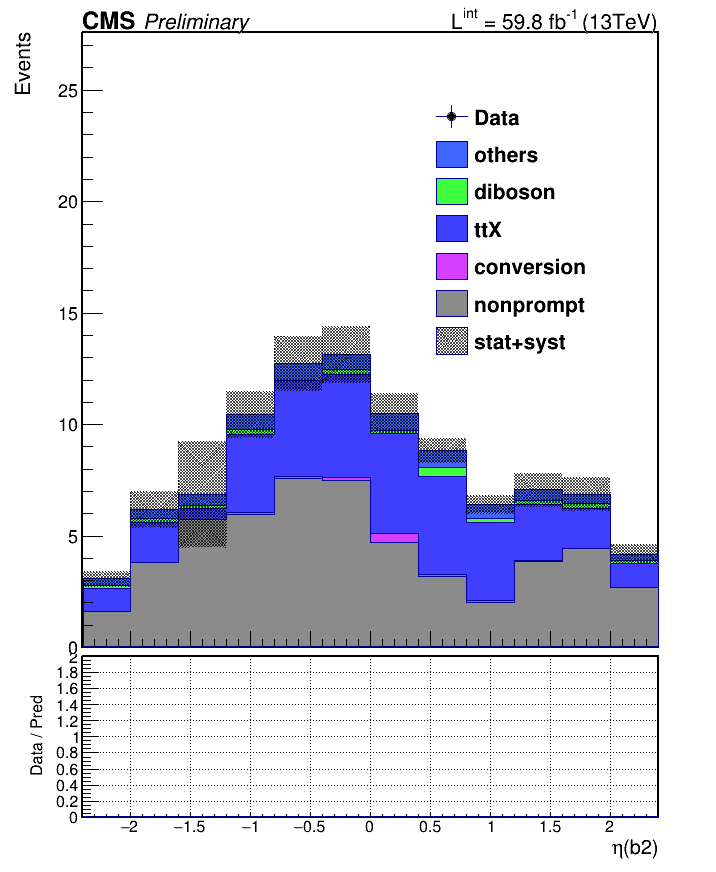 CMS Preliminary
L^int = 59.8 fb^-1 (13TeV)
Events
25
20
15
10
5
0
Data
others
diboson
ttX
conversion
nonprompt
stat+syst
Data / Pred
2
1.8
1.6
1.4
1.2
1
0.8
0.6
0.4
0.2
0
−2 −1.5 −1 −0.5 0 0.5 1 1.5 2
η(b2)